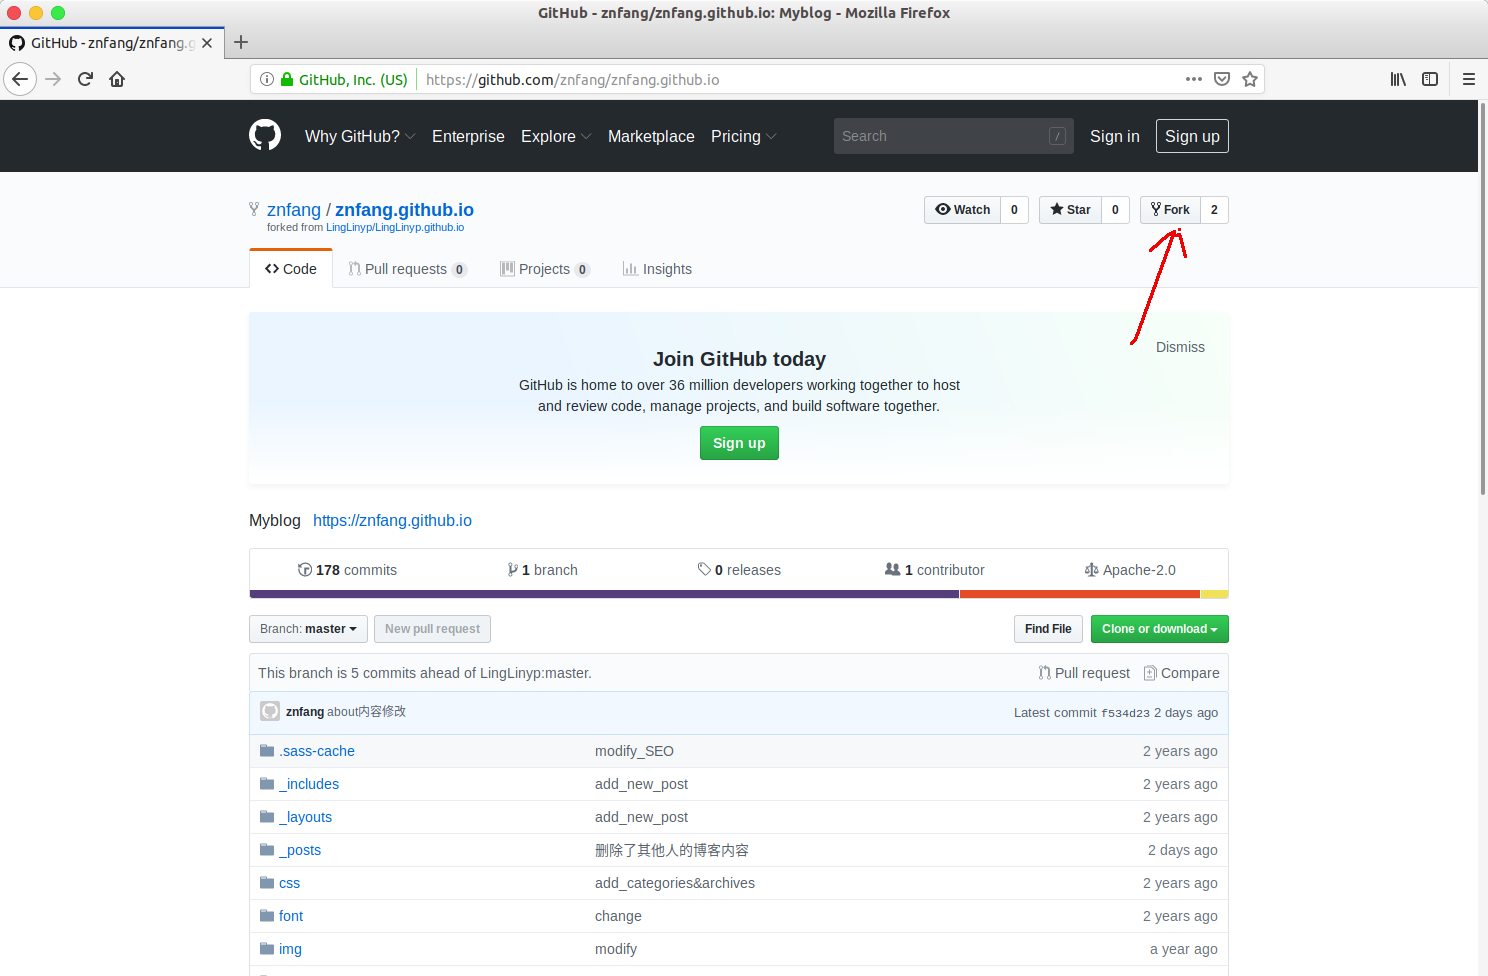 GitHub - znfang/znfang.github.io: Myblog - Mozilla Firefox
GitHub - znfang/znfang.g
GitHub, Inc. (US) https://github.com/znfang/znfang.github.io
Why GitHub? Enterprise Explore Marketplace Pricing Search / Sign in Sign up
znfang / znfang.github.io Watch 0 Star 0 Fork 2
forked from LingLinyp/LingLinyp.github.io
Code Pull requests 0 Projects 0 Insights
Dismiss
Join GitHub today
GitHub is home to over 36 million developers working together to host
and review code, manage projects, and build software together.
Sign up
Myblog https://znfang.github.io
178 commits 1 branch 0 releases 1 contributor Apache-2.0
Branch: master New pull request Find File Clone or download
This branch is 5 commits ahead of LingLinyp:master. Pull request Compare
znfang about内容修改 Latest commit f534d23 2 days ago
.sass-cache modify_SEO 2 years ago
_includes add_new_post 2 years ago
_layouts add_new_post 2 years ago
_posts 删除了其他人的博客内容 2 days ago
css add_categories&archives 2 years ago
font change 2 years ago
img modify a year ago